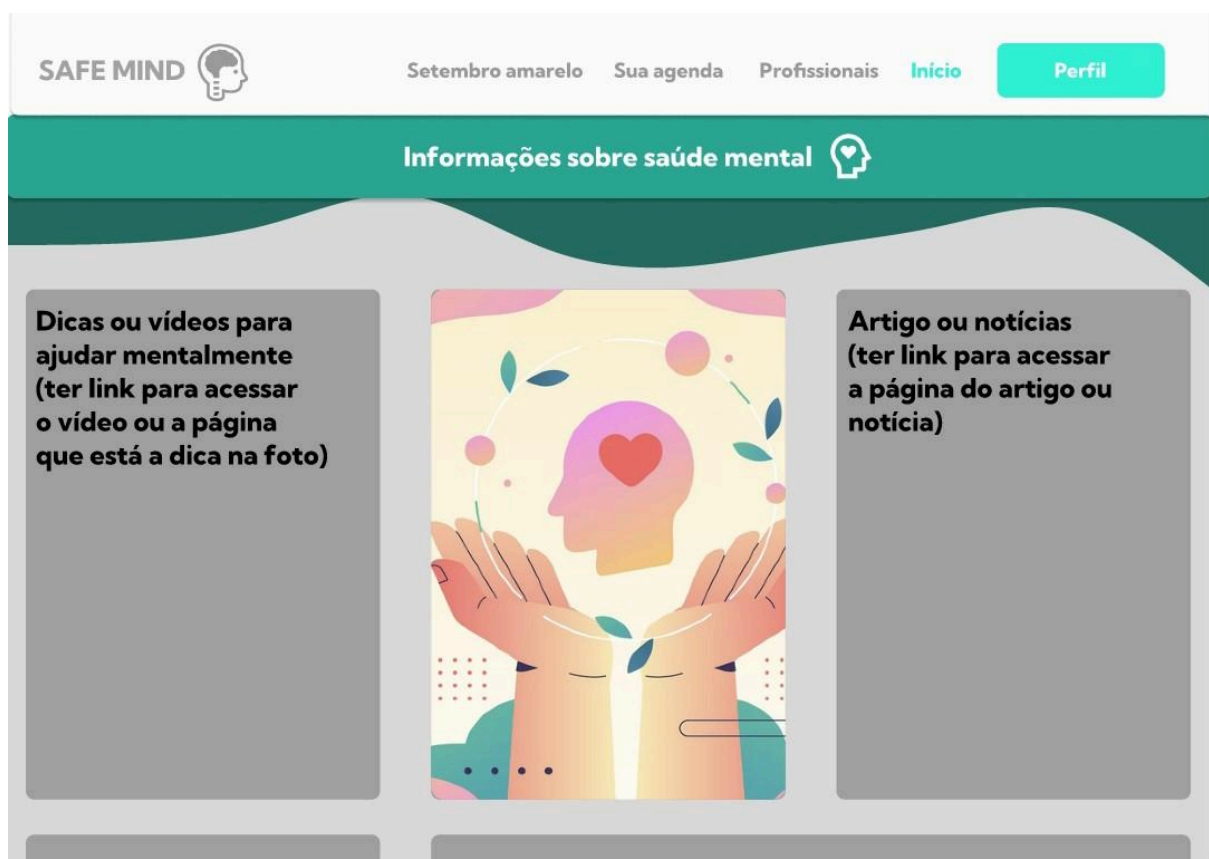 SAFE MIND
Setembro amarelo
Sua agenda
Profissionais
Início
Perfil
Informações sobre saúde mental
Dicas ou vídeos para
ajudar mentalmente
(ter link para acessar
o vídeo ou a página
que está a dica na foto)
Artigo ou notícias
(ter link para acessar
a página do artigo ou
notícia)